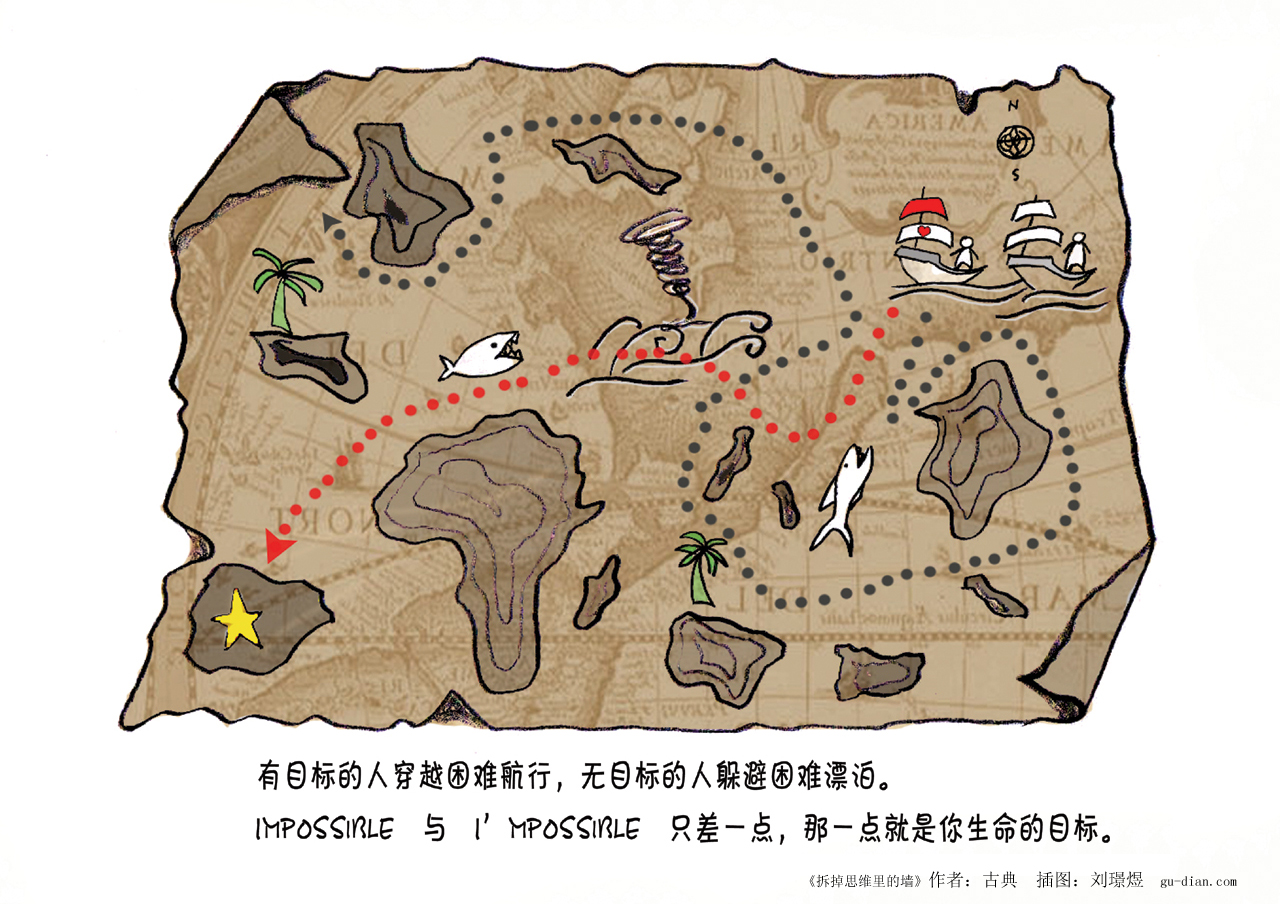 N
S
有目标的人穿越困难航行，无目标的人躲避困难漂泊。
IMPOSSIBLE 与 I'MPOSSIBLE 只差一点，那一点就是你生命的目标。
《拆掉思维里的墙》作者：古典 插图：刘璟煜 gu-dian.com